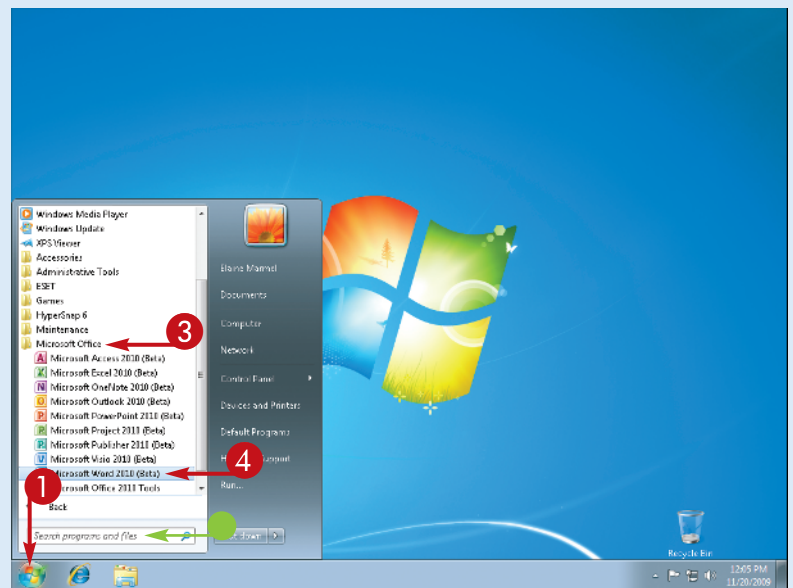 Windows Media Player
Windows Update
XPS Viewer
Accessories
Administrative Tools
ESET
Games
HyperSnap 6
Maintenance
Microsoft Office
3
Microsoft Access 2010 (Beta)
Microsoft Excel 2010 (Beta)
Microsoft OneNote 2010 (Beta)
Microsoft Outlook 2010 (Beta)
Microsoft PowerPoint 2010 (Beta)
Microsoft Project 2010 (Beta)
Microsoft Publisher 2010 (Beta)
Microsoft Visio 2010 (Beta)
Microsoft Word 2010 (Beta)
4
Microsoft Office 2010 Tools
1
Back
Search programs and files
Elaine Marmel
Documents
Computer
Network
Control Panel
Devices and Printers
Default Programs
Support
Run...
down
Recycle Bin
12:05 PM
11/20/2009